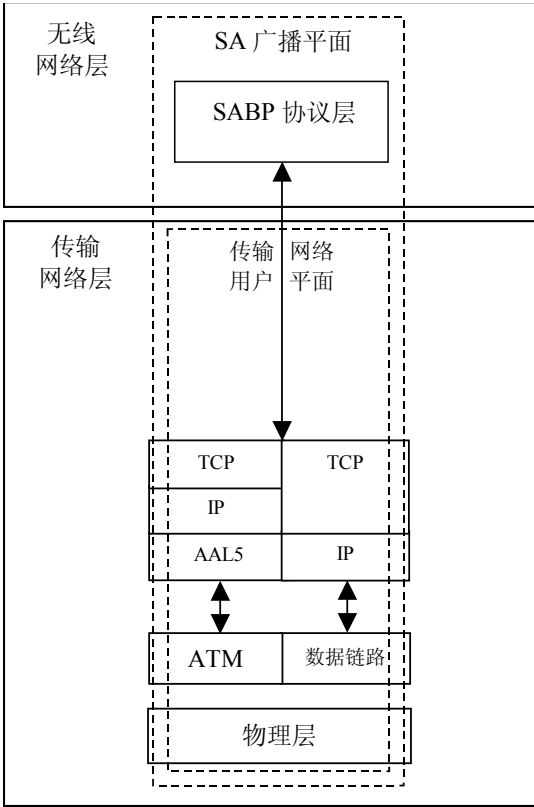 无线
网络层
SA 广播平面
SABP 协议层
传输
网络层
传输 网络
用户 平面
TCP TCP
IP
AAL5 IP
ATM 数据链路
物理层